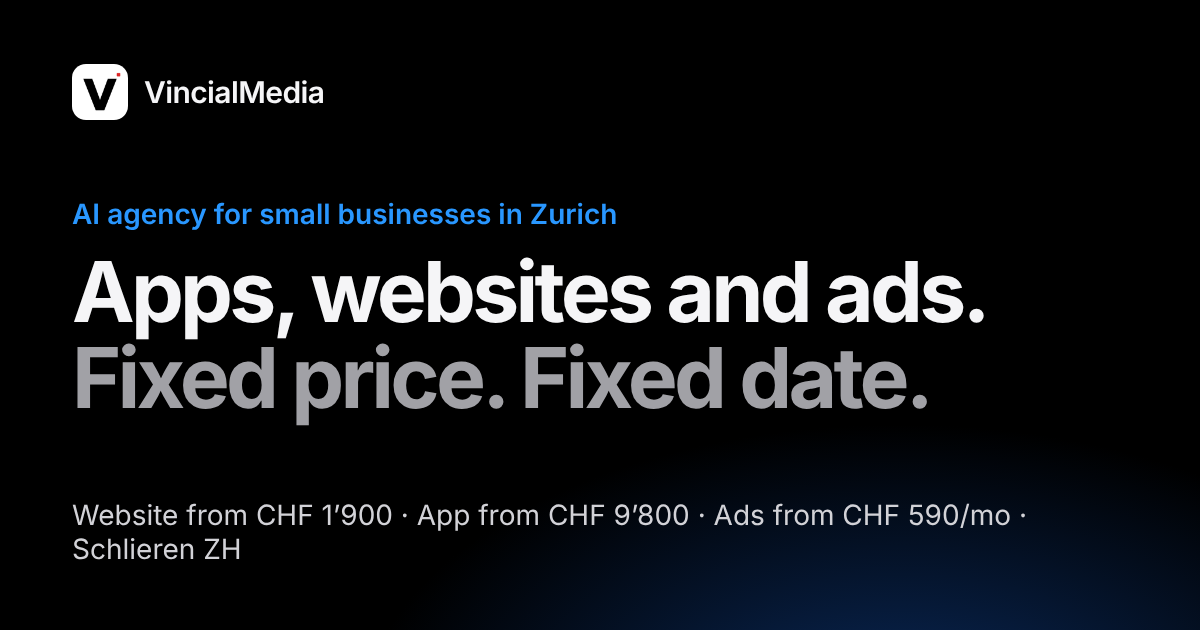 V
VincialMedia
AI agency for small businesses in Zurich
Apps, websites and ads.
Fixed price. Fixed date.
Website from CHF 1’900 · App from CHF 9’800 · Ads from CHF 590/mo ·
Schlieren ZH